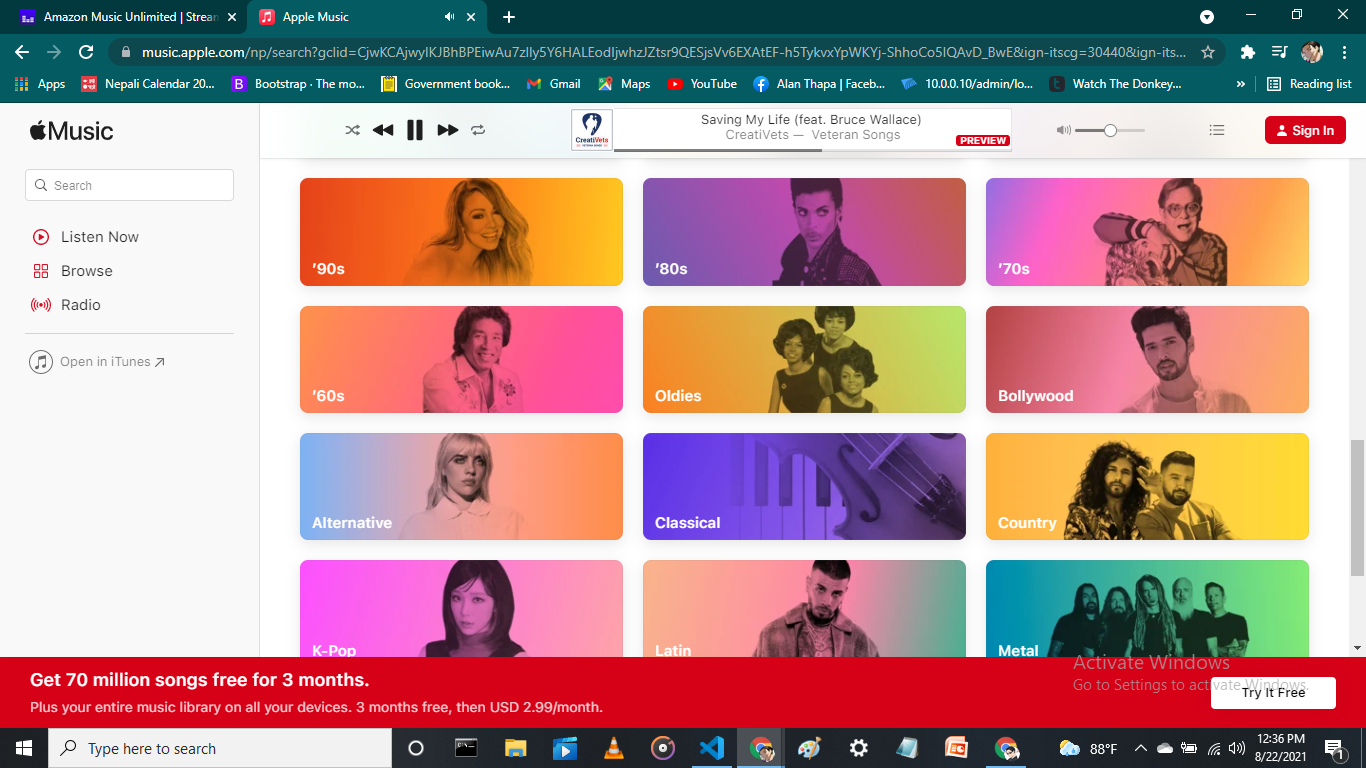 Amazon Music Unlimited | Strean
Apple Music
music.apple.com/np/search?gclid=CjwKCAjwyIKJBhBPEiwAu7zlly5Y6HALEodIjwhzJZtsr9QESjsVv6EXAtEF-h5TykvxYpWKYj-ShhoCo5IQAvD_BwE&ign-itscg=30440&ign-its...
Apps
Nepali Calendar 20...
Bootstrap · The mo...
Government book...
Gmail
Maps
YouTube
Alan Thapa | Faceb...
10.0.0.10/admin/lo...
Watch The Donkey...
Reading list
Music
Saving My Life (feat. Bruce Wallace)
CreatiVets — Veteran Songs
PREVIEW
CreatiVets
Sign In
Search
Listen Now
Browse
Radio
Open in iTunes
’90s
’80s
’70s
’60s
Oldies
Bollywood
Alternative
Classical
Country
K-Pop
Latin
Metal
Get 70 million songs free for 3 months.
Plus your entire music library on all your devices. 3 months free, then USD 2.99/month.
Try It Free
Activate Windows
Go to Settings to activate Windows.
Type here to search
88°F
12:36 PM
8/22/2021
1